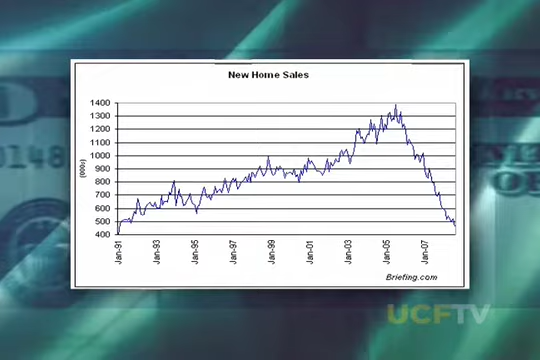 New Home Sales
1400
1300
1200
1100
1000
900
800
700
600
500
400
(000s)
Jan-91
Jan-93
Jan-95
Jan-97
Jan-99
Jan-01
Jan-03
Jan-05
Jan-07
Briefing.com
0148
UCFTV